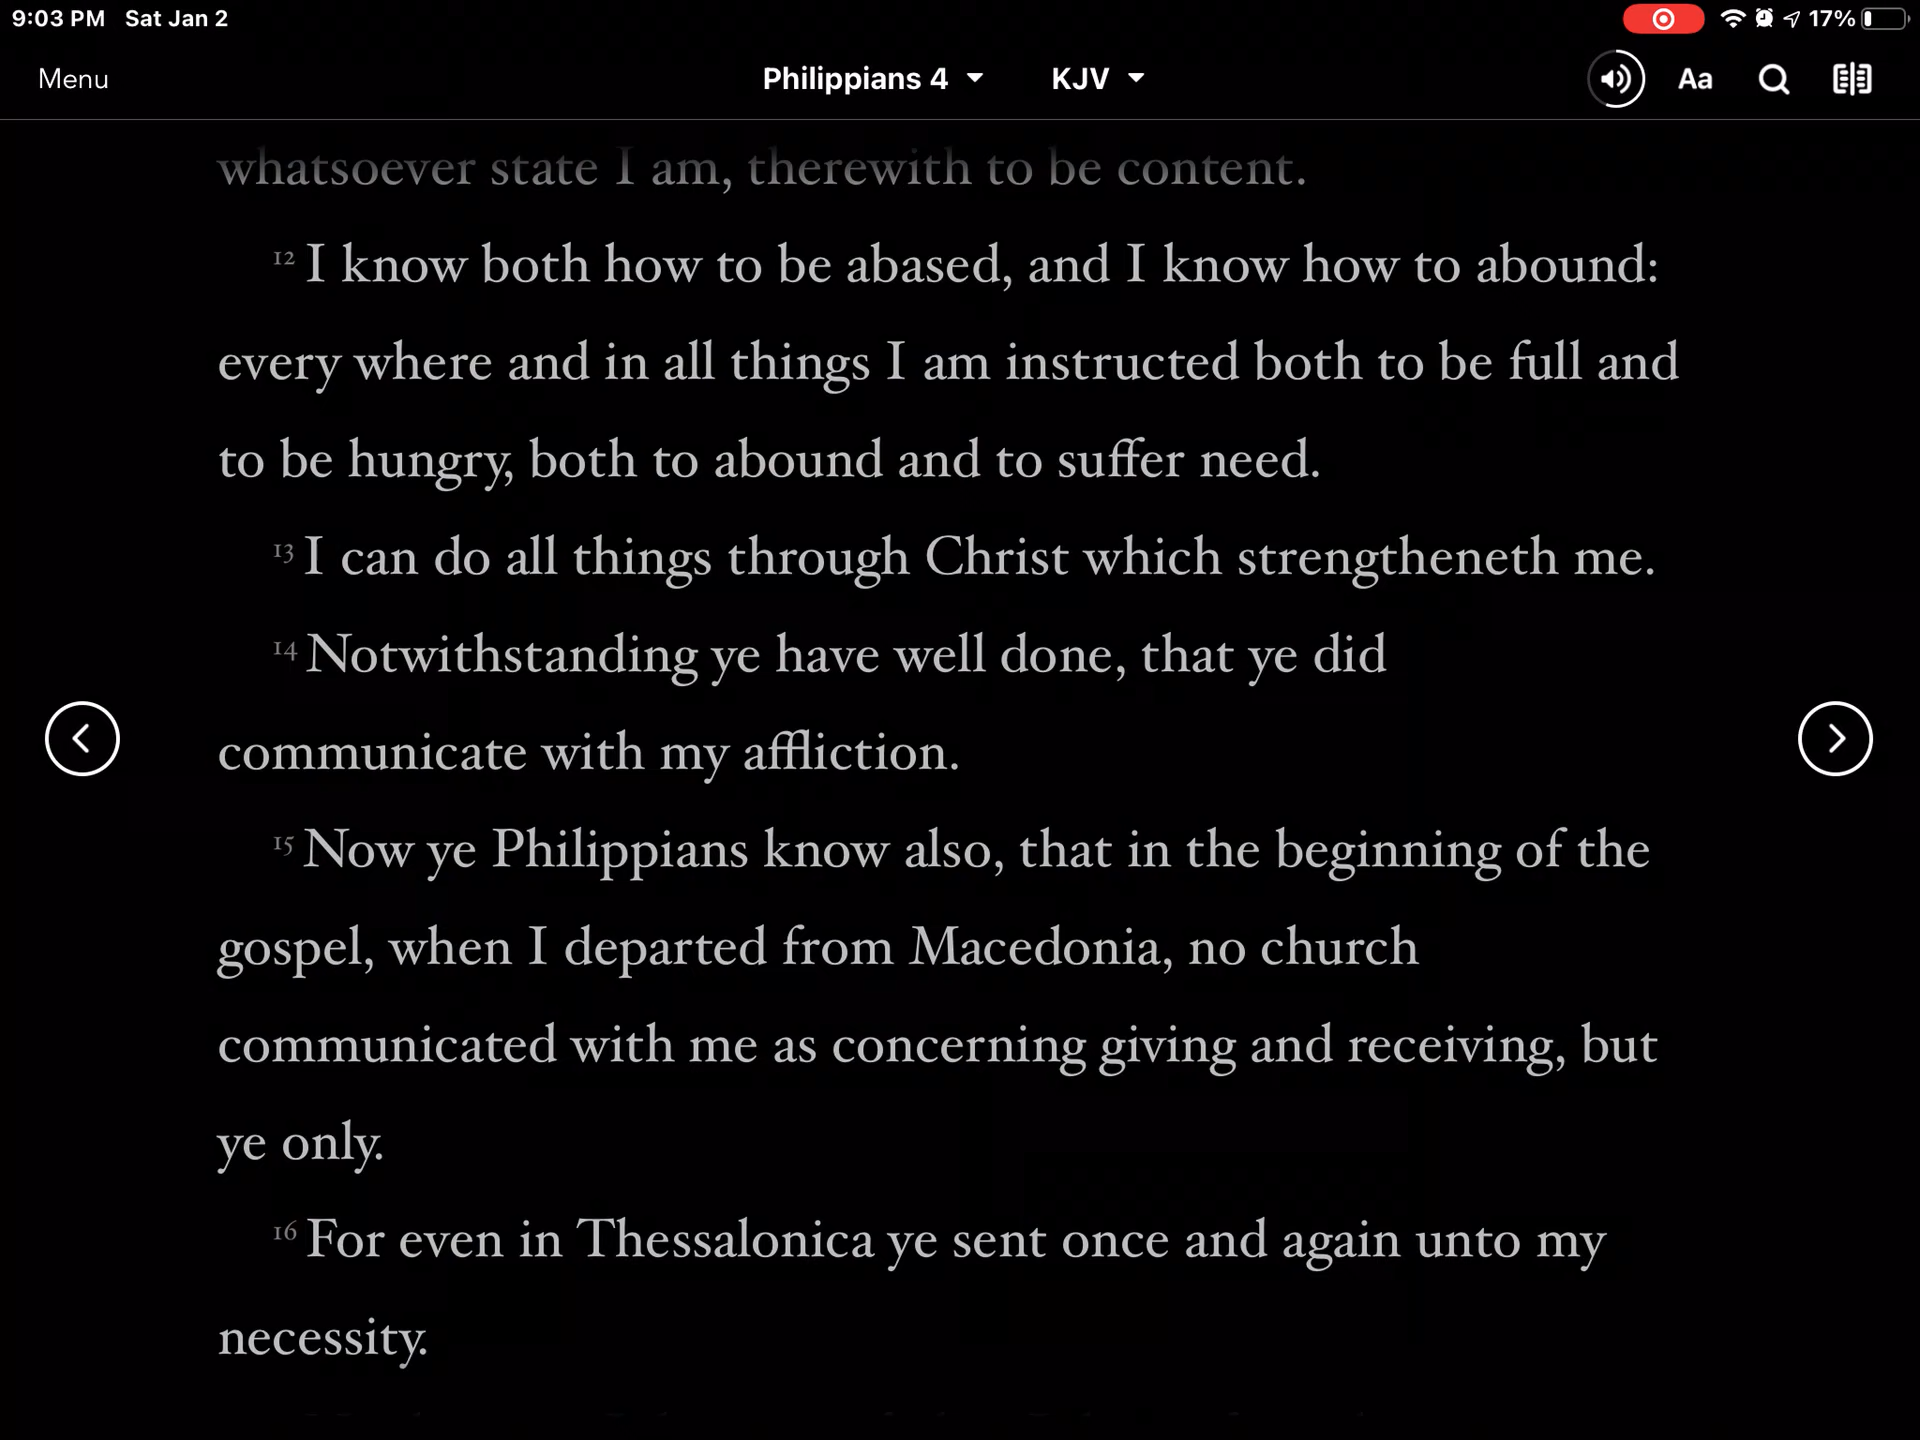 9:03 PM Sat Jan 2 17%
Menu Philippians 4 KJV Aa
whatsoever state I am, therewith to be content.
12 I know both how to be abased, and I know how to abound:
every where and in all things I am instructed both to be full and
to be hungry, both to abound and to suffer need.
13 I can do all things through Christ which strengtheneth me.
14 Notwithstanding ye have well done, that ye did
communicate with my affliction.
15 Now ye Philippians know also, that in the beginning of the
gospel, when I departed from Macedonia, no church
communicated with me as concerning giving and receiving, but
ye only.
16 For even in Thessalonica ye sent once and again unto my
necessity.